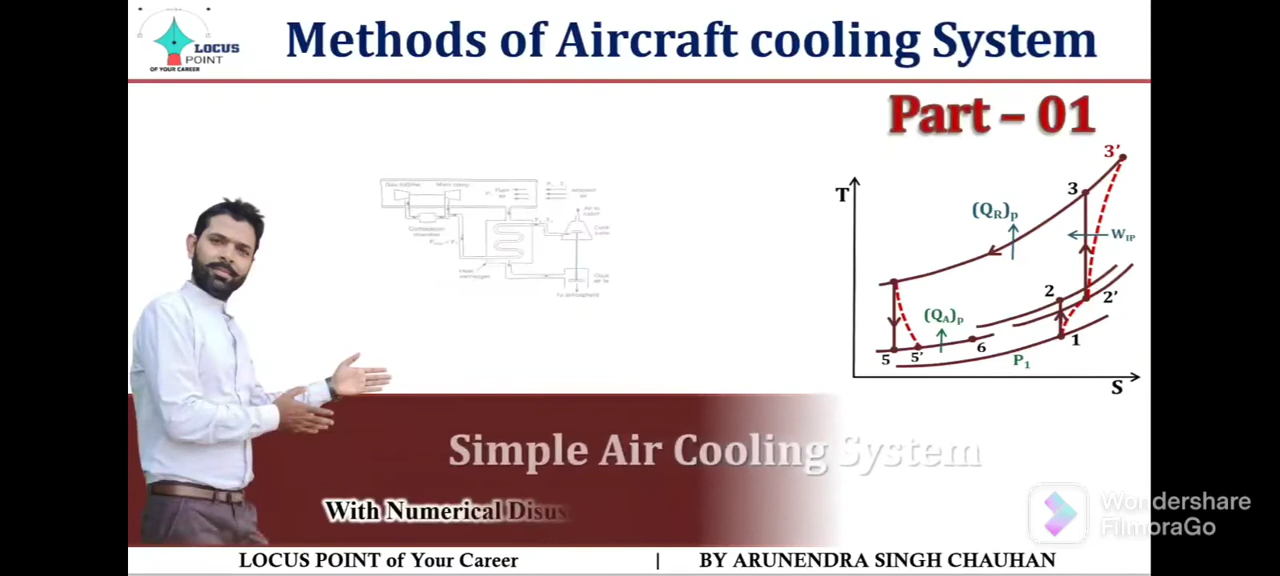 LOCUS
POINT
OF YOUR CAREER
Methods of Aircraft cooling System
Part – 01
T
3'
3
(QR)p
WIP
2
2'
(QA)p
1
5
5'
6
P1
S
Simple Air Cooling System
With Numerical Disus
Wondershare
FilmoraGo
LOCUS POINT of Your Career | BY ARUNENDRA SINGH CHAUHAN